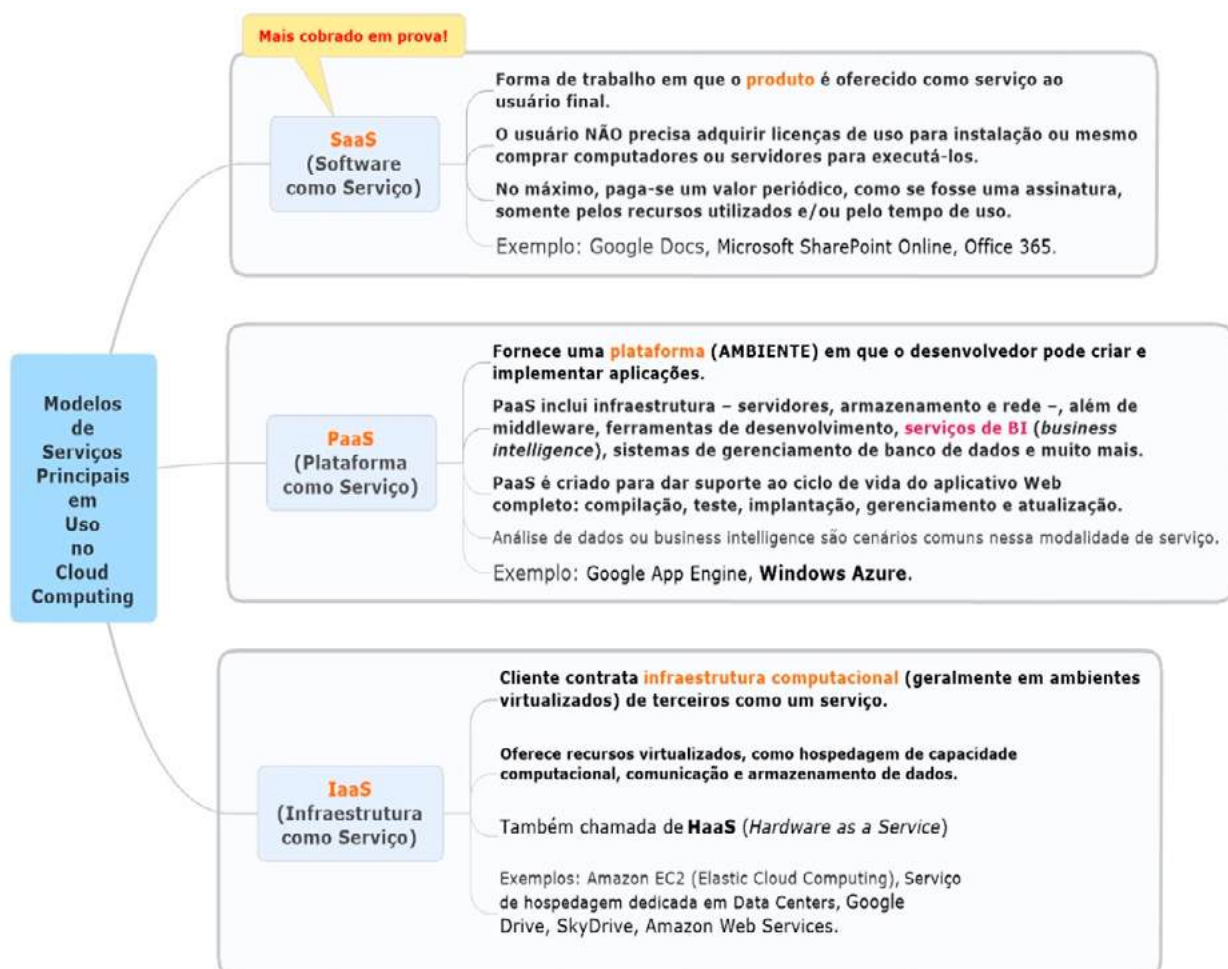 Mais cobrado em prova!
SaaS
(Software
como Serviço)
Forma de trabalho em que o produto é oferecido como serviço ao
usuário final.
O usuário NÃO precisa adquirir licenças de uso para instalação ou mesmo
comprar computadores ou servidores para executá-los.
No máximo, paga-se um valor periódico, como se fosse uma assinatura,
somente pelos recursos utilizados e/ou pelo tempo de uso.
Exemplo: Google Docs, Microsoft SharePoint Online, Office 365.
Modelos
de
Serviços
Principais
em
Uso
no
Cloud
Computing
PaaS
(Plataforma
como Serviço)
Fornece uma plataforma (AMBIENTE) em que o desenvolvedor pode criar e
implementar aplicações.
PaaS inclui infraestrutura – servidores, armazenamento e rede –, além de
middleware, ferramentas de desenvolvimento, serviços de BI (business
intelligence), sistemas de gerenciamento de banco de dados e muito mais.
PaaS é criado para dar suporte ao ciclo de vida do aplicativo Web
completo: compilação, teste, implantação, gerenciamento e atualização.
Análise de dados ou business intelligence são cenários comuns nessa modalidade de serviço.
Exemplo: Google App Engine, Windows Azure.
IaaS
(Infraestrutura
como Serviço)
Cliente contrata infraestrutura computacional (geralmente em ambientes
virtualizados) de terceiros como um serviço.
Oferece recursos virtualizados, como hospedagem de capacidade
computacional, comunicação e armazenamento de dados.
Também chamada de HaaS (Hardware as a Service)
Exemplos: Amazon EC2 (Elastic Cloud Computing), Serviço
de hospedagem dedicada em Data Centers, Google
Drive, SkyDrive, Amazon Web Services.